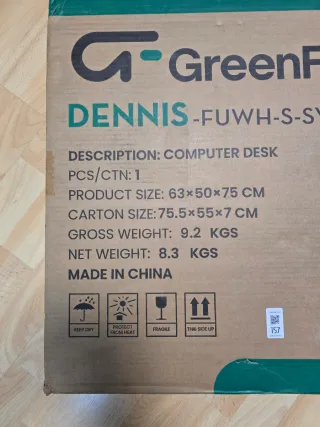 GreenF
DENNIS-FUWH-S-S
DESCRIPTION: COMPUTER DESK
PCS/CTN: 1
PRODUCT SIZE: 63×50×75 CM
CARTON SIZE: 75.5×55×7 CM
GROSS WEIGHT: 9.2 KGS
NET WEIGHT: 8.3 KGS
MADE IN CHINA
KEEP DRY PROTECT FROM HEAT FRAGILE THIS SIDE UP
157